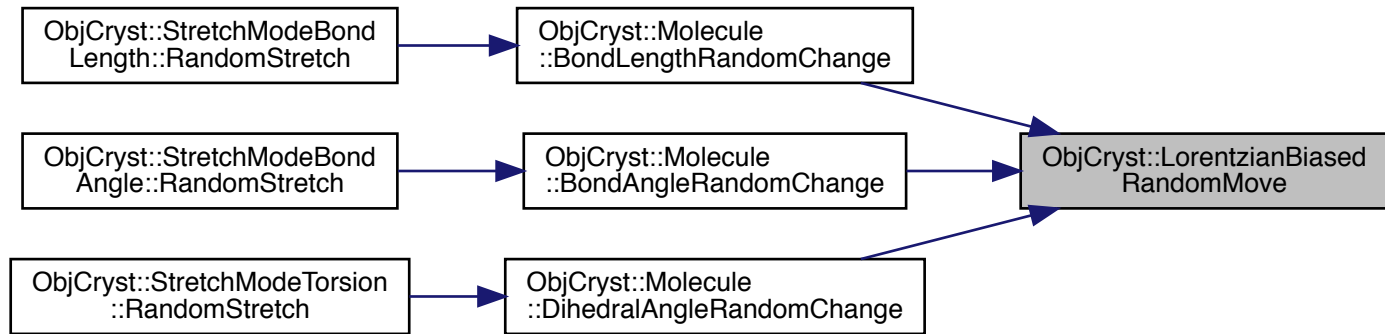 ObjCryst::StretchModeBond
Length::RandomStretch
ObjCryst::Molecule
::BondLengthRandomChange
ObjCryst::StretchModeBond
Angle::RandomStretch
ObjCryst::Molecule
::BondAngleRandomChange
ObjCryst::LorentzianBiased
RandomMove
ObjCryst::StretchModeTorsion
::RandomStretch
ObjCryst::Molecule
::DihedralAngleRandomChange